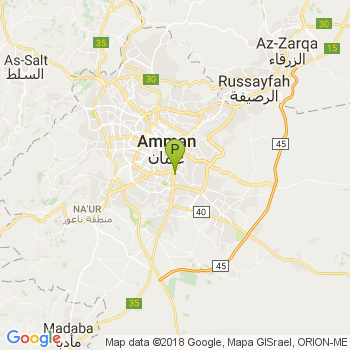 35
Az-Zarqa
الزرقاء
30
As-Salt
السلط
30
Russayfah
الرصيفة
P
Amman
عمان
45
NA'UR
منطقة ناعور
40
45
35
Madaba
مادبا
Google
Map data ©2018 Google, Mapa GISrael, ORION-ME